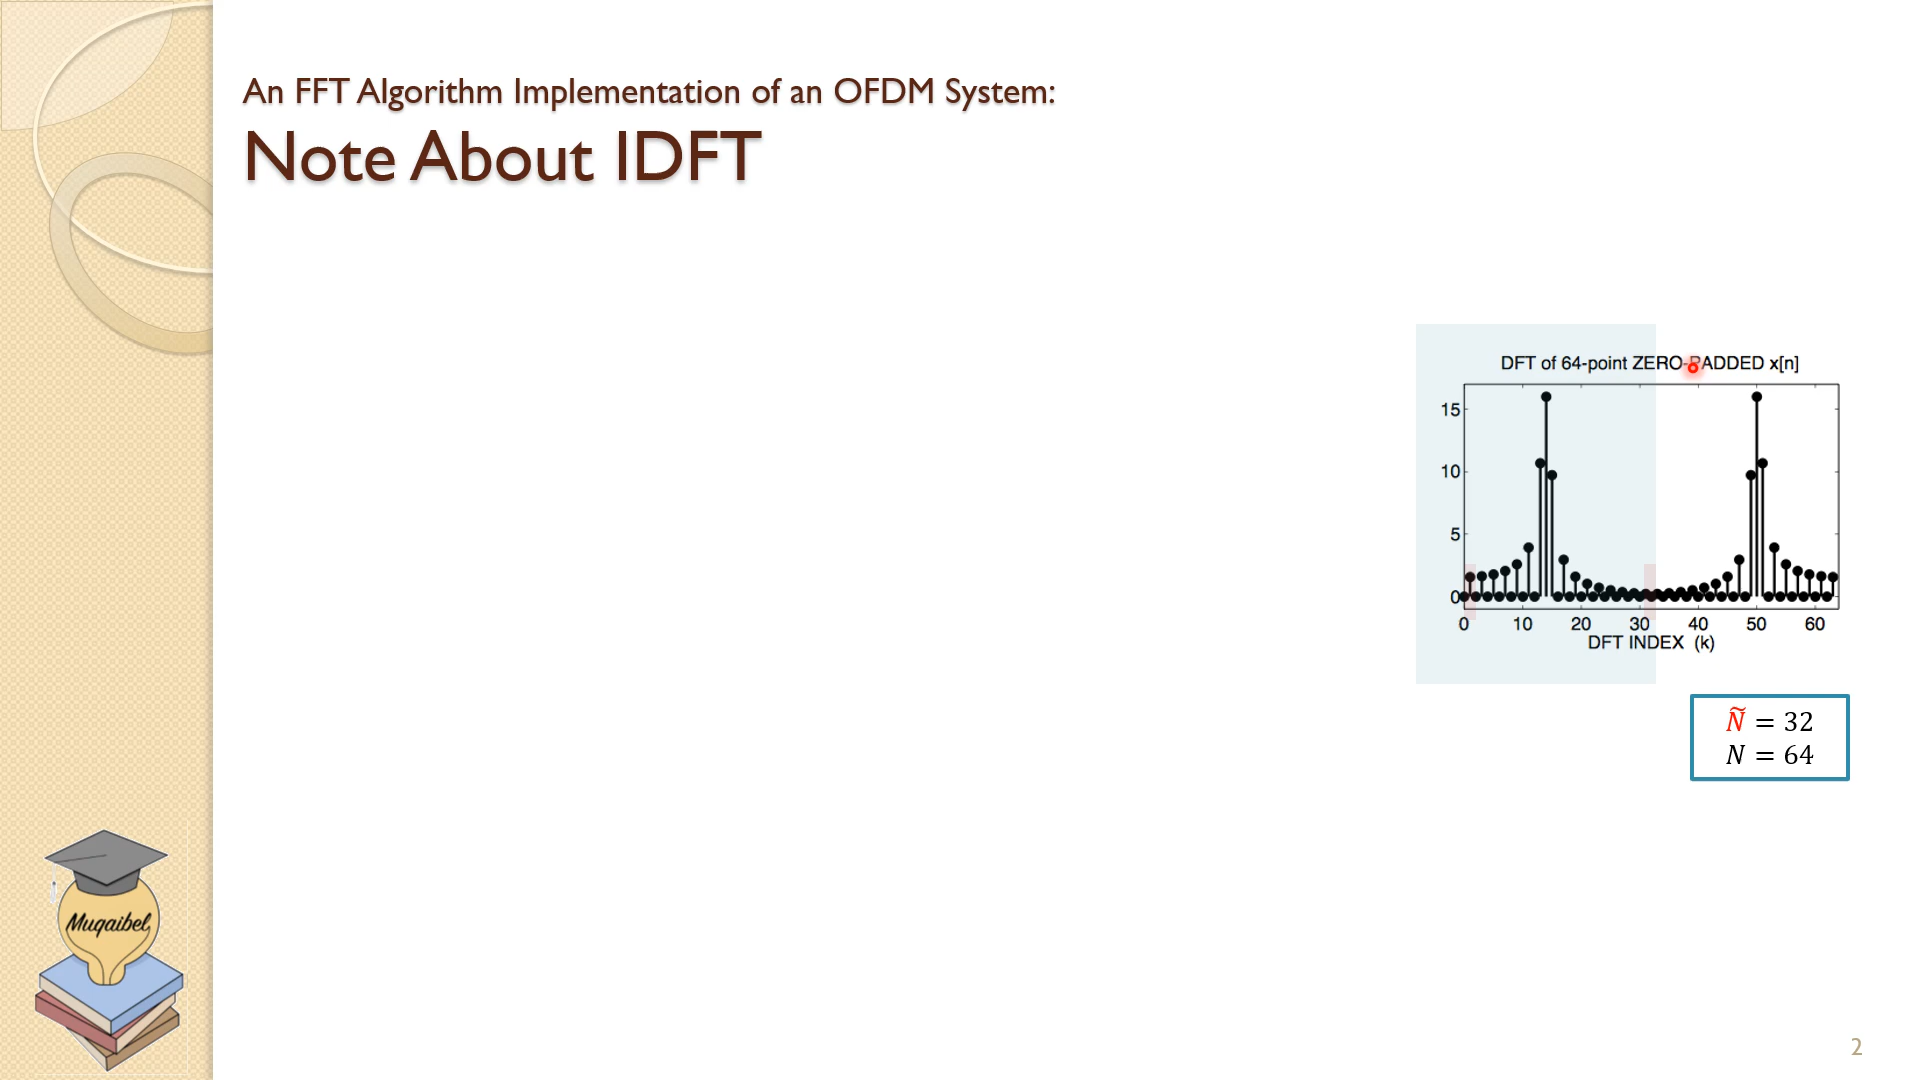 An FFT Algorithm Implementation of an OFDM System:
Note About IDFT
DFT of 64-point ZERO-PADDED x[n]
15
10
5
0
0 10 20 30 40 50 60
DFT INDEX (k)
Ñ = 32
N = 64
Muqaibel
2